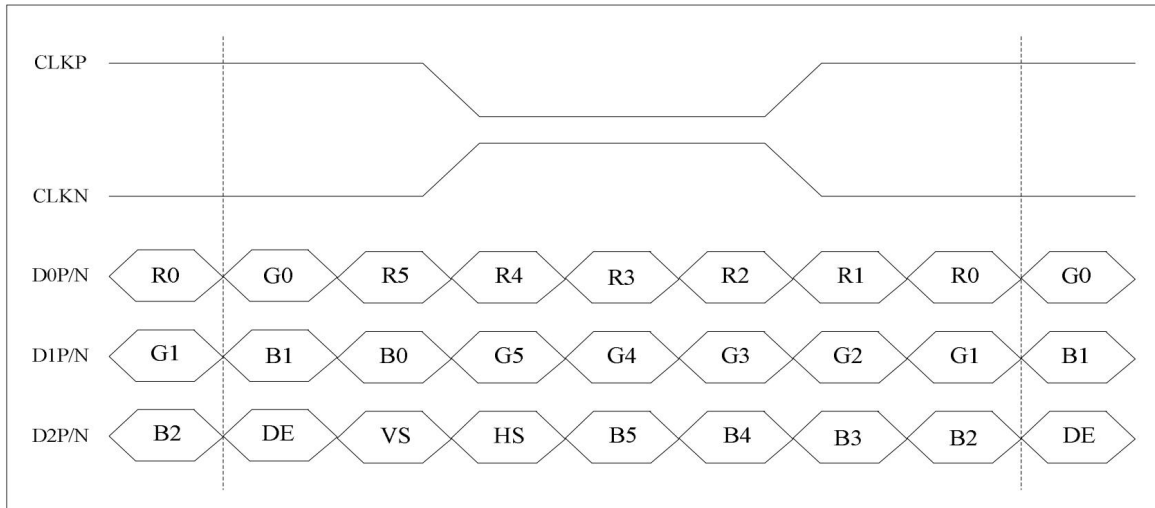 CLKP
CLKN
D0P/N R0 G0 R5 R4 R3 R2 R1 R0 G0
D1P/N G1 B1 B0 G5 G4 G3 G2 G1 B1
D2P/N B2 DE VS HS B5 B4 B3 B2 DE